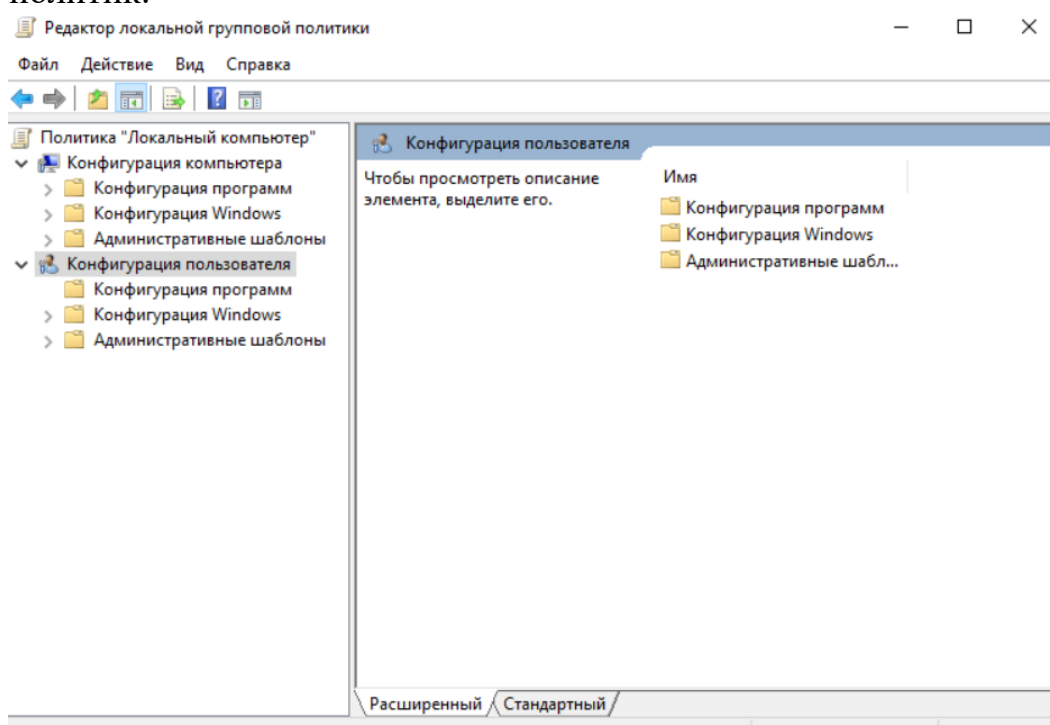 политик.
Редактор локальной групповой политики
Файл Действие Вид Справка
Политика "Локальный компьютер"
Конфигурация компьютера
Конфигурация программ
Конфигурация Windows
Административные шаблоны
Конфигурация пользователя
Конфигурация программ
Конфигурация Windows
Административные шаблоны
Конфигурация пользователя
Чтобы просмотреть описание
элемента, выделите его.
Имя
Конфигурация программ
Конфигурация Windows
Административные шабл...
Расширенный Стандартный